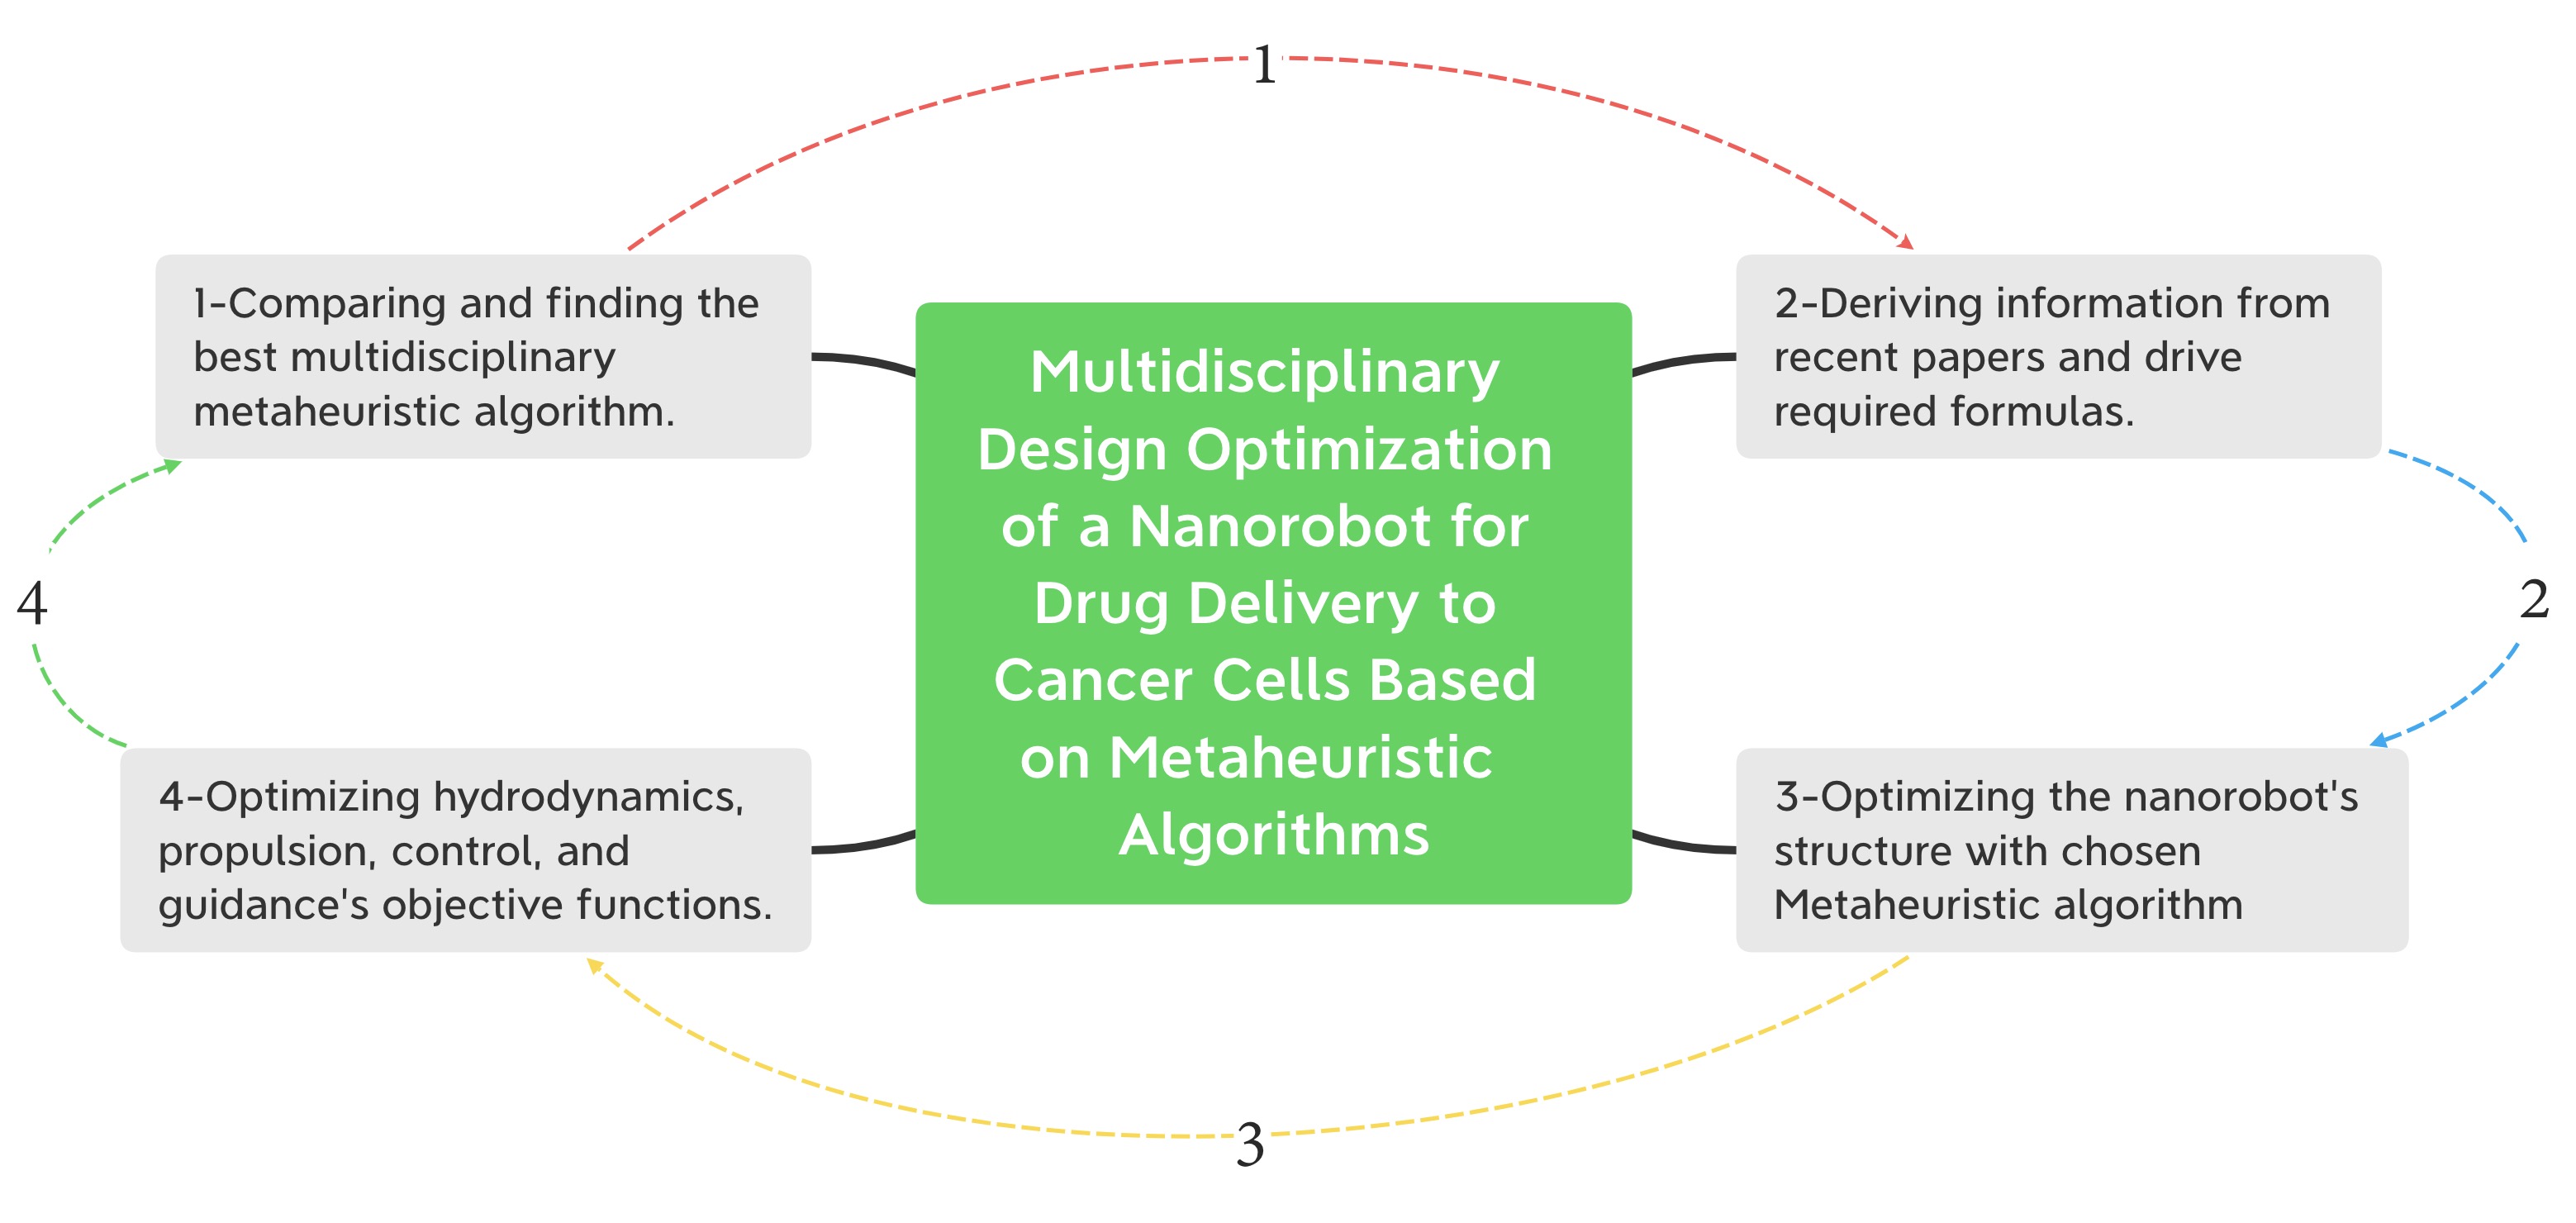 1
1-Comparing and finding the
best multidisciplinary
metaheuristic algorithm.
2-Deriving information from
recent papers and drive
required formulas.
Multidisciplinary
Design Optimization
of a Nanorobot for
Drug Delivery to
Cancer Cells Based
on Metaheuristic
Algorithms
4
2
4-Optimizing hydrodynamics,
propulsion, control, and
guidance's objective functions.
3-Optimizing the nanorobot's
structure with chosen
Metaheuristic algorithm
3